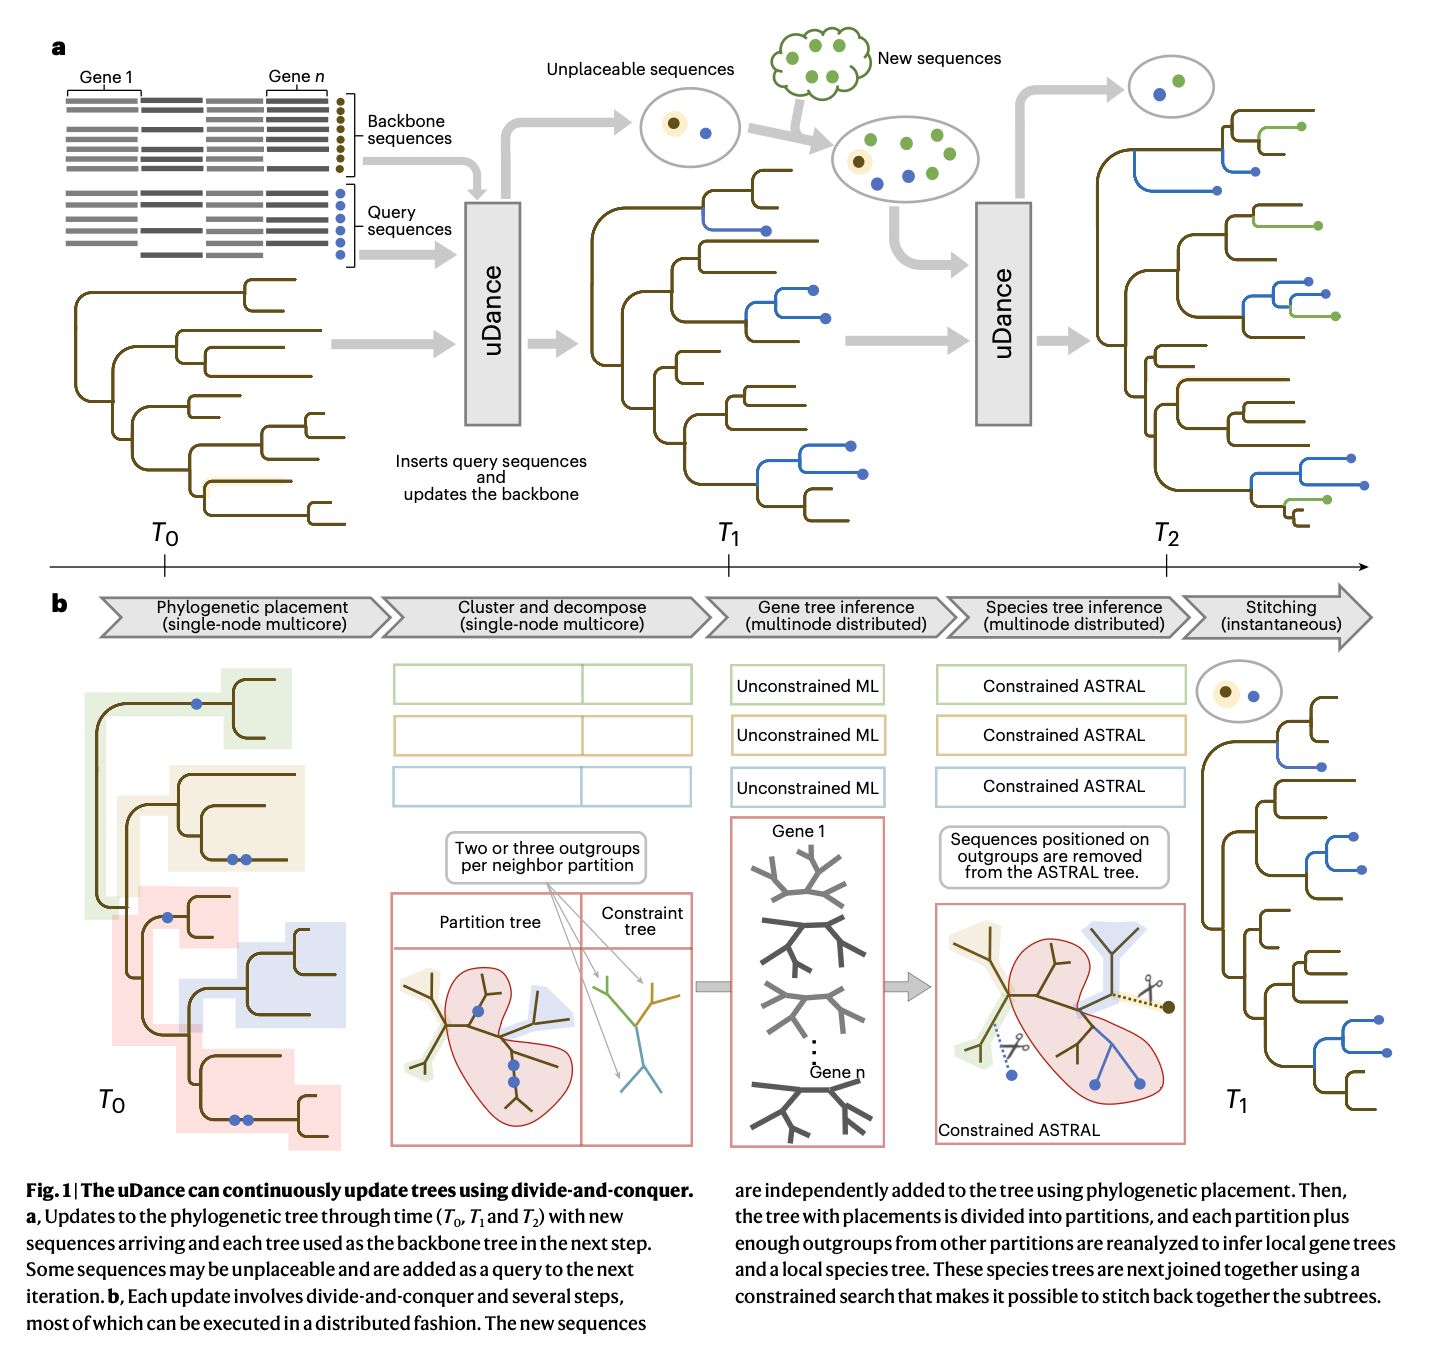 a
Gene 1
Gene n
Backbone
sequences
Query
sequences
Unplaceable sequences
New sequences
uDance
uDance
Inserts query sequences
and
updates the backbone
T0
T1
T2
b
Phylogenetic placement
(single-node multicore)
Cluster and decompose
(single-node multicore)
Gene tree inference
(multinode distributed)
Species tree inference
(multinode distributed)
Stitching
(instantaneous)
Unconstrained ML
Constrained ASTRAL
Unconstrained ML
Constrained ASTRAL
Unconstrained ML
Constrained ASTRAL
Two or three outgroups
per neighbor partition
Gene 1
Sequences positioned on
outgroups are removed
from the ASTRAL tree.
Partition tree
Constraint
tree
Gene n
Constrained ASTRAL
T0
T1
Fig. 1 | The uDance can continuously update trees using divide-and-conquer.
a, Updates to the phylogenetic tree through time (T0, T1 and T2) with new
sequences arriving and each tree used as the backbone tree in the next step.
Some sequences may be unplaceable and are added as a query to the next
iteration. b, Each update involves divide-and-conquer and several steps,
most of which can be executed in a distributed fashion. The new sequences
are independently added to the tree using phylogenetic placement. Then,
the tree with placements is divided into partitions, and each partition plus
enough outgroups from other partitions are reanalyzed to infer local gene trees
and a local species tree. These species trees are next joined together using a
constrained search that makes it possible to stitch back together the subtrees.